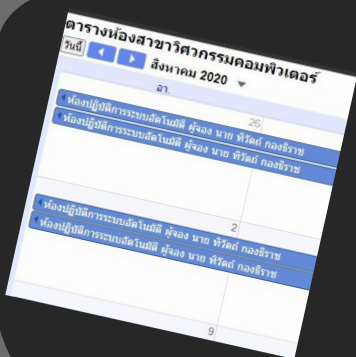 ตารางห้องสาขาวิศวกรรมคอมพิวเตอร์
วันนี้ สิงหาคม 2020
อา.
26
ห้องปฏิบัติการระบบอัตโนมัติ ผู้จอง นาย ทิวัตถ์ กองธิราช
ห้องปฏิบัติการระบบอัตโนมัติ ผู้จอง นาย ทิวัตถ์ กองธิราช
2
ห้องปฏิบัติการระบบอัตโนมัติ ผู้จอง นาย ทิวัตถ์ กองธิราช
ห้องปฏิบัติการระบบอัตโนมัติ ผู้จอง นาย ทิวัตถ์ กองธิราช
9